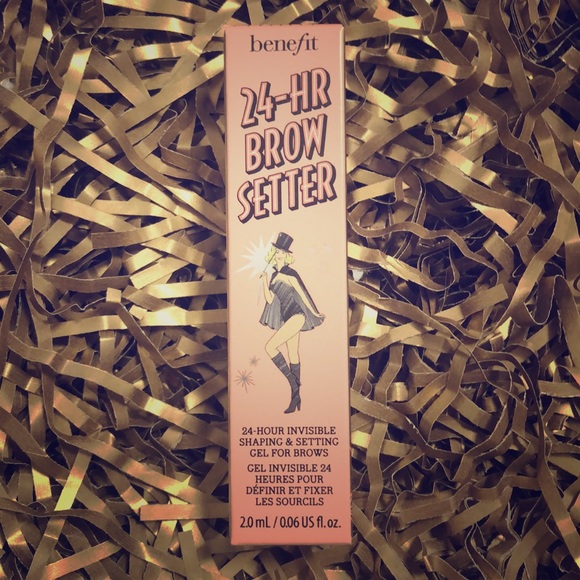 benefit
24-HR
BROW
SETTER
24-HOUR INVISIBLE
SHAPING & SETTING
GEL FOR BROWS
GEL INVISIBLE 24
HEURES POUR
DÉFINIR ET FIXER
LES SOURCILS
2.0 mL / 0.06 US fl. oz.